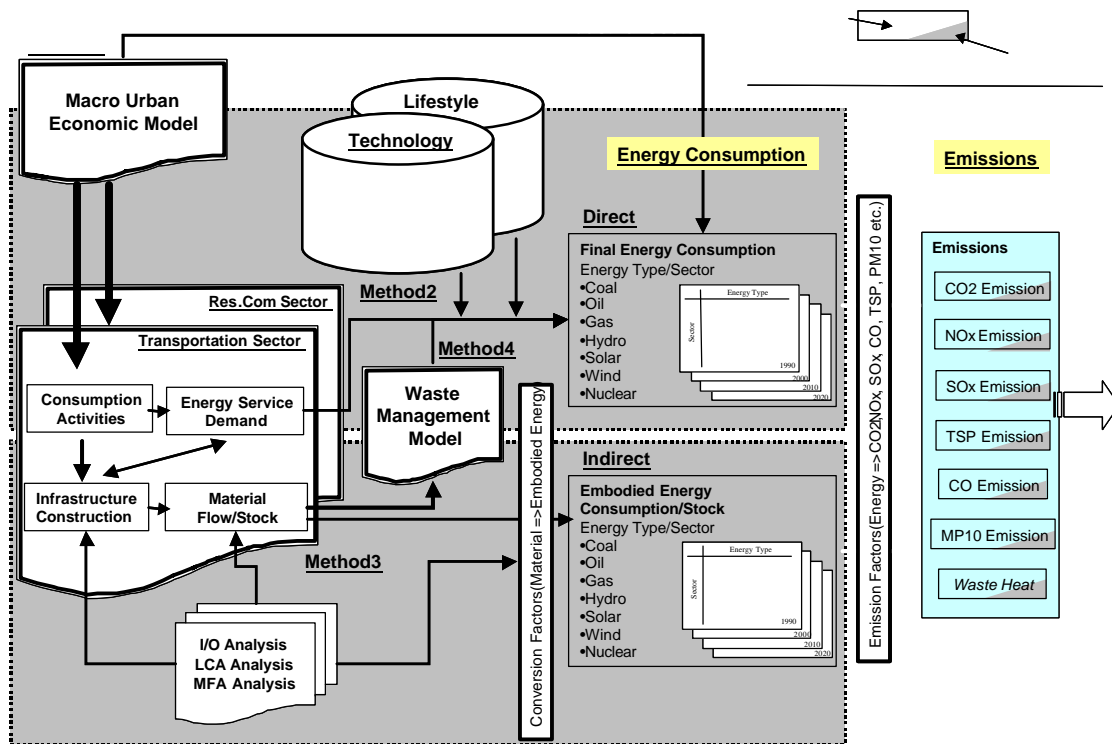 Macro Urban
Economic Model
Lifestyle
Technology
Energy Consumption
Emissions
Direct
Final Energy Consumption
Energy Type/Sector
•Coal
•Oil
•Gas
•Hydro
•Solar
•Wind
•Nuclear
Energy Type
Sector
1990
2000
2010
2020
Method2
Res.Com Sector
Transportation Sector
Method4
Consumption
Activities
Energy Service
Demand
Waste
Management
Model
Infrastructure
Construction
Material
Flow/Stock
Method3
I/O Analysis
LCA Analysis
MFA Analysis
Conversion Factors(Material =>Embodied Energy)
Indirect
Embodied Energy
Consumption/Stock
Energy Type/Sector
•Coal
•Oil
•Gas
•Hydro
•Solar
•Wind
•Nuclear
Energy Type
Sector
1990
2000
2010
2020
Emission Factors(Energy =>CO2NOx, SOx, CO, TSP, PM10 etc.)
Emissions
CO2 Emission
NOx Emission
SOx Emission
TSP Emission
CO Emission
MP10 Emission
Waste Heat